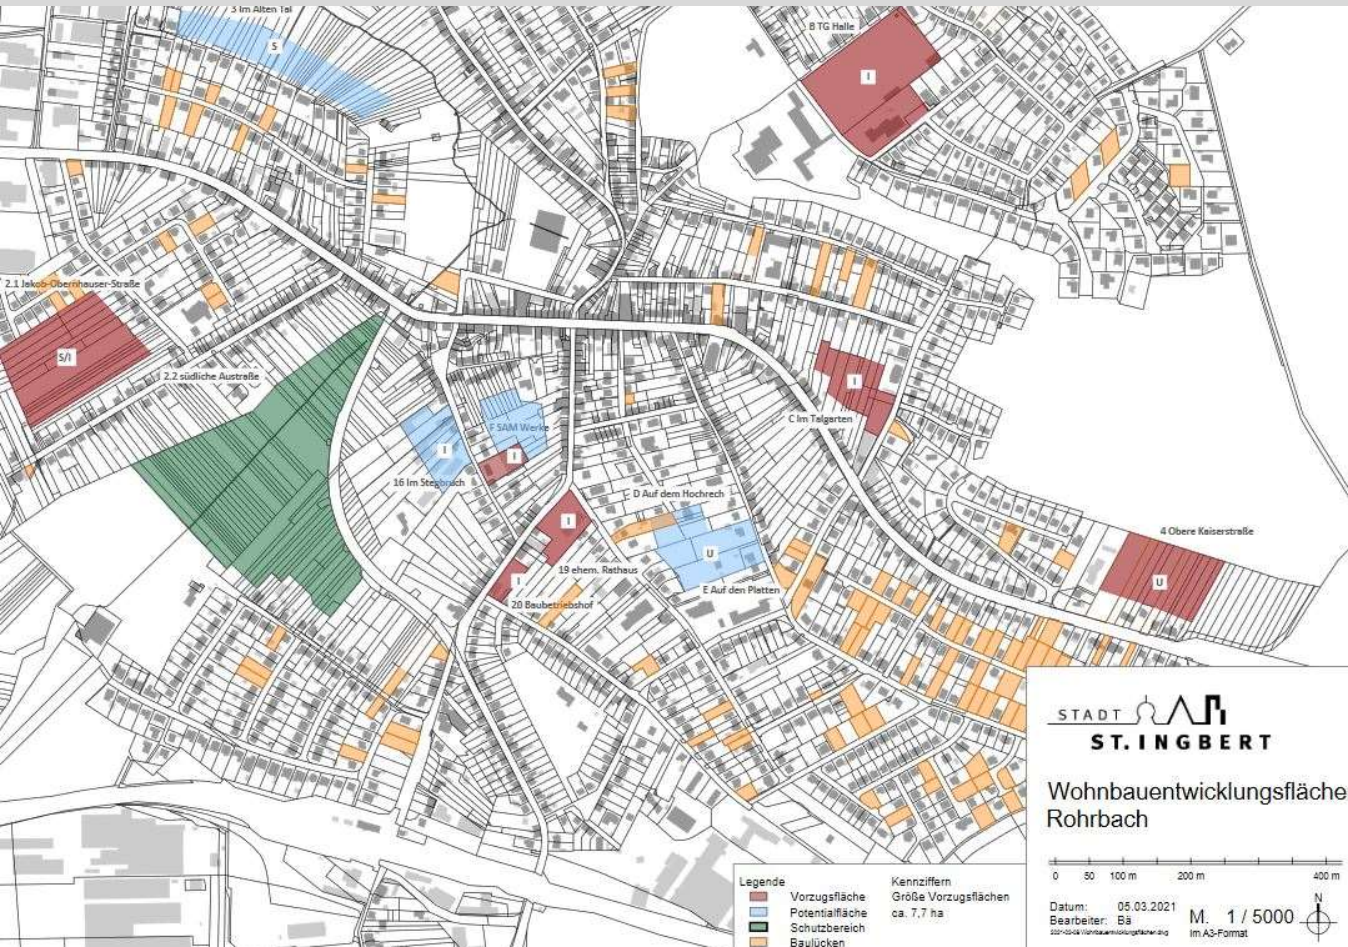 3 Im Alten Tal
S
B TG Halle
I
2.1 Jakob-Obernhauser-Straße
S/I
2.2 südliche Austraße
I
C Im Talgarten
F SAM Werke
I
I
16 Im Stegbruch
D Auf dem Hochrech
I
U
4 Obere Kaiserstraße
19 ehem. Rathaus
I
U
E Auf den Platten
20 Baubetriebshof
STADT
ST. INGBERT
Wohnbauentwicklungsfläche
Rohrbach
0 50 100 m 200 m 400 m
Datum: 05.03.2021
Bearbeiter: Bä
M. 1 / 5000
Im A3-Format
N
Legende
Vorzugsfläche
Potentialfläche
Schutzbereich
Baulücken
Kennziffern
Größe Vorzugsflächen
ca. 7,7 ha